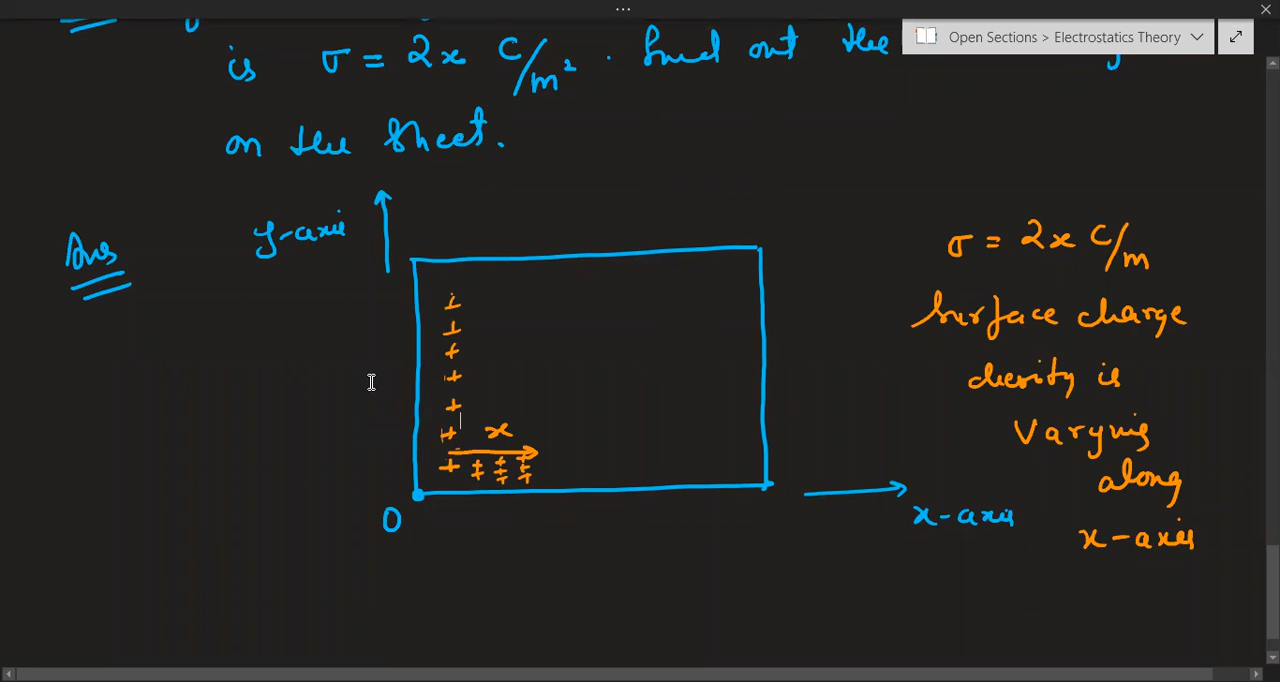 Open Sections > Electrostatics Theory
is σ = 2x C/m². find out the
on the sheet.
Ans
y-axis
σ = 2x C/m
Surface charge
density is
varying
along
x-axis
x
0
x-axis